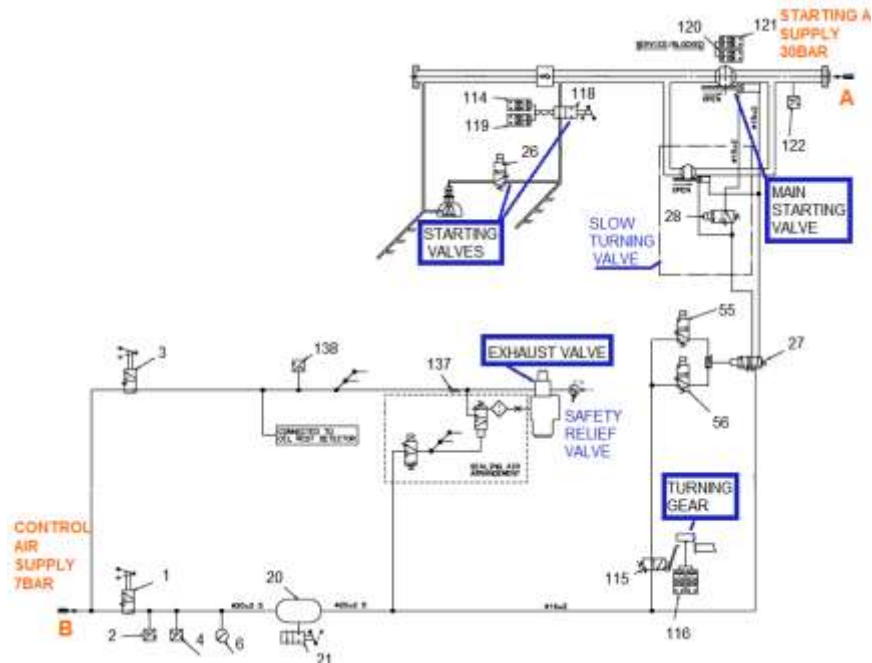 120
121
STARTING A
SUPPLY
30BAR
SERVICE/BLOCKED
A
114
118
119
26
122
OPEN
OPEN
MAIN
STARTING
VALVE
28
SLOW
TURNING
VALVE
STARTING
VALVES
55
3
138
137
EXHAUST VALVE
27
56
SAFETY
RELIEF
VALVE
CONNECTED TO
OIL MIST DETECTOR
SEALING AIR
ARRANGEMENT
TURNING
GEAR
CONTROL
AIR
SUPPLY
7BAR
1
20
115
B
2
4
6
21
116